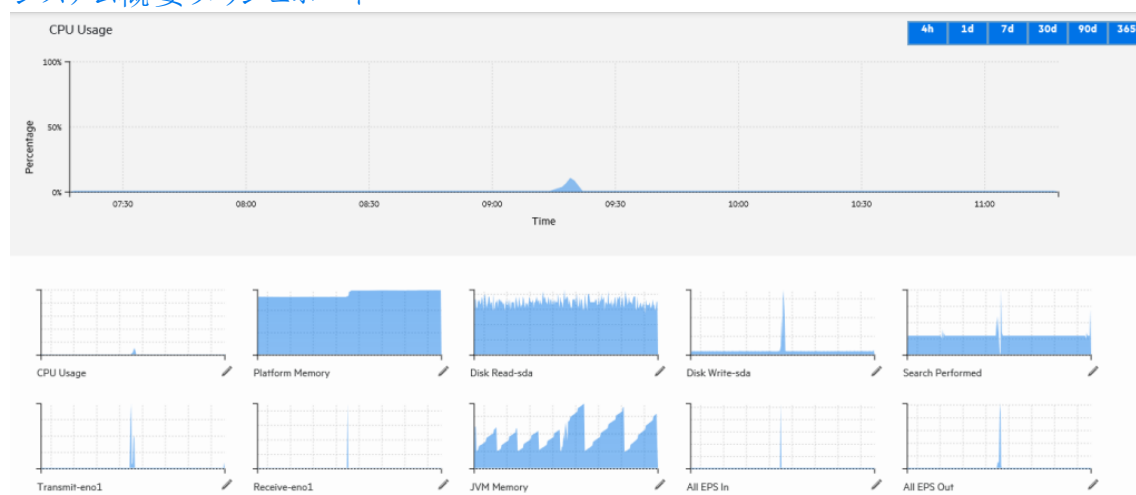 CPU Usage
4h 1d 7d 30d 90d 365
100%
50%
0%
Percentage
07:30 08:00 08:30 09:00 09:30 10:00 10:30 11:00
Time
CPU Usage Platform Memory Disk Read-sda Disk Write-sda Search Performed
Transmit-eno1 Receive-eno1 JVM Memory All EPS In All EPS Out